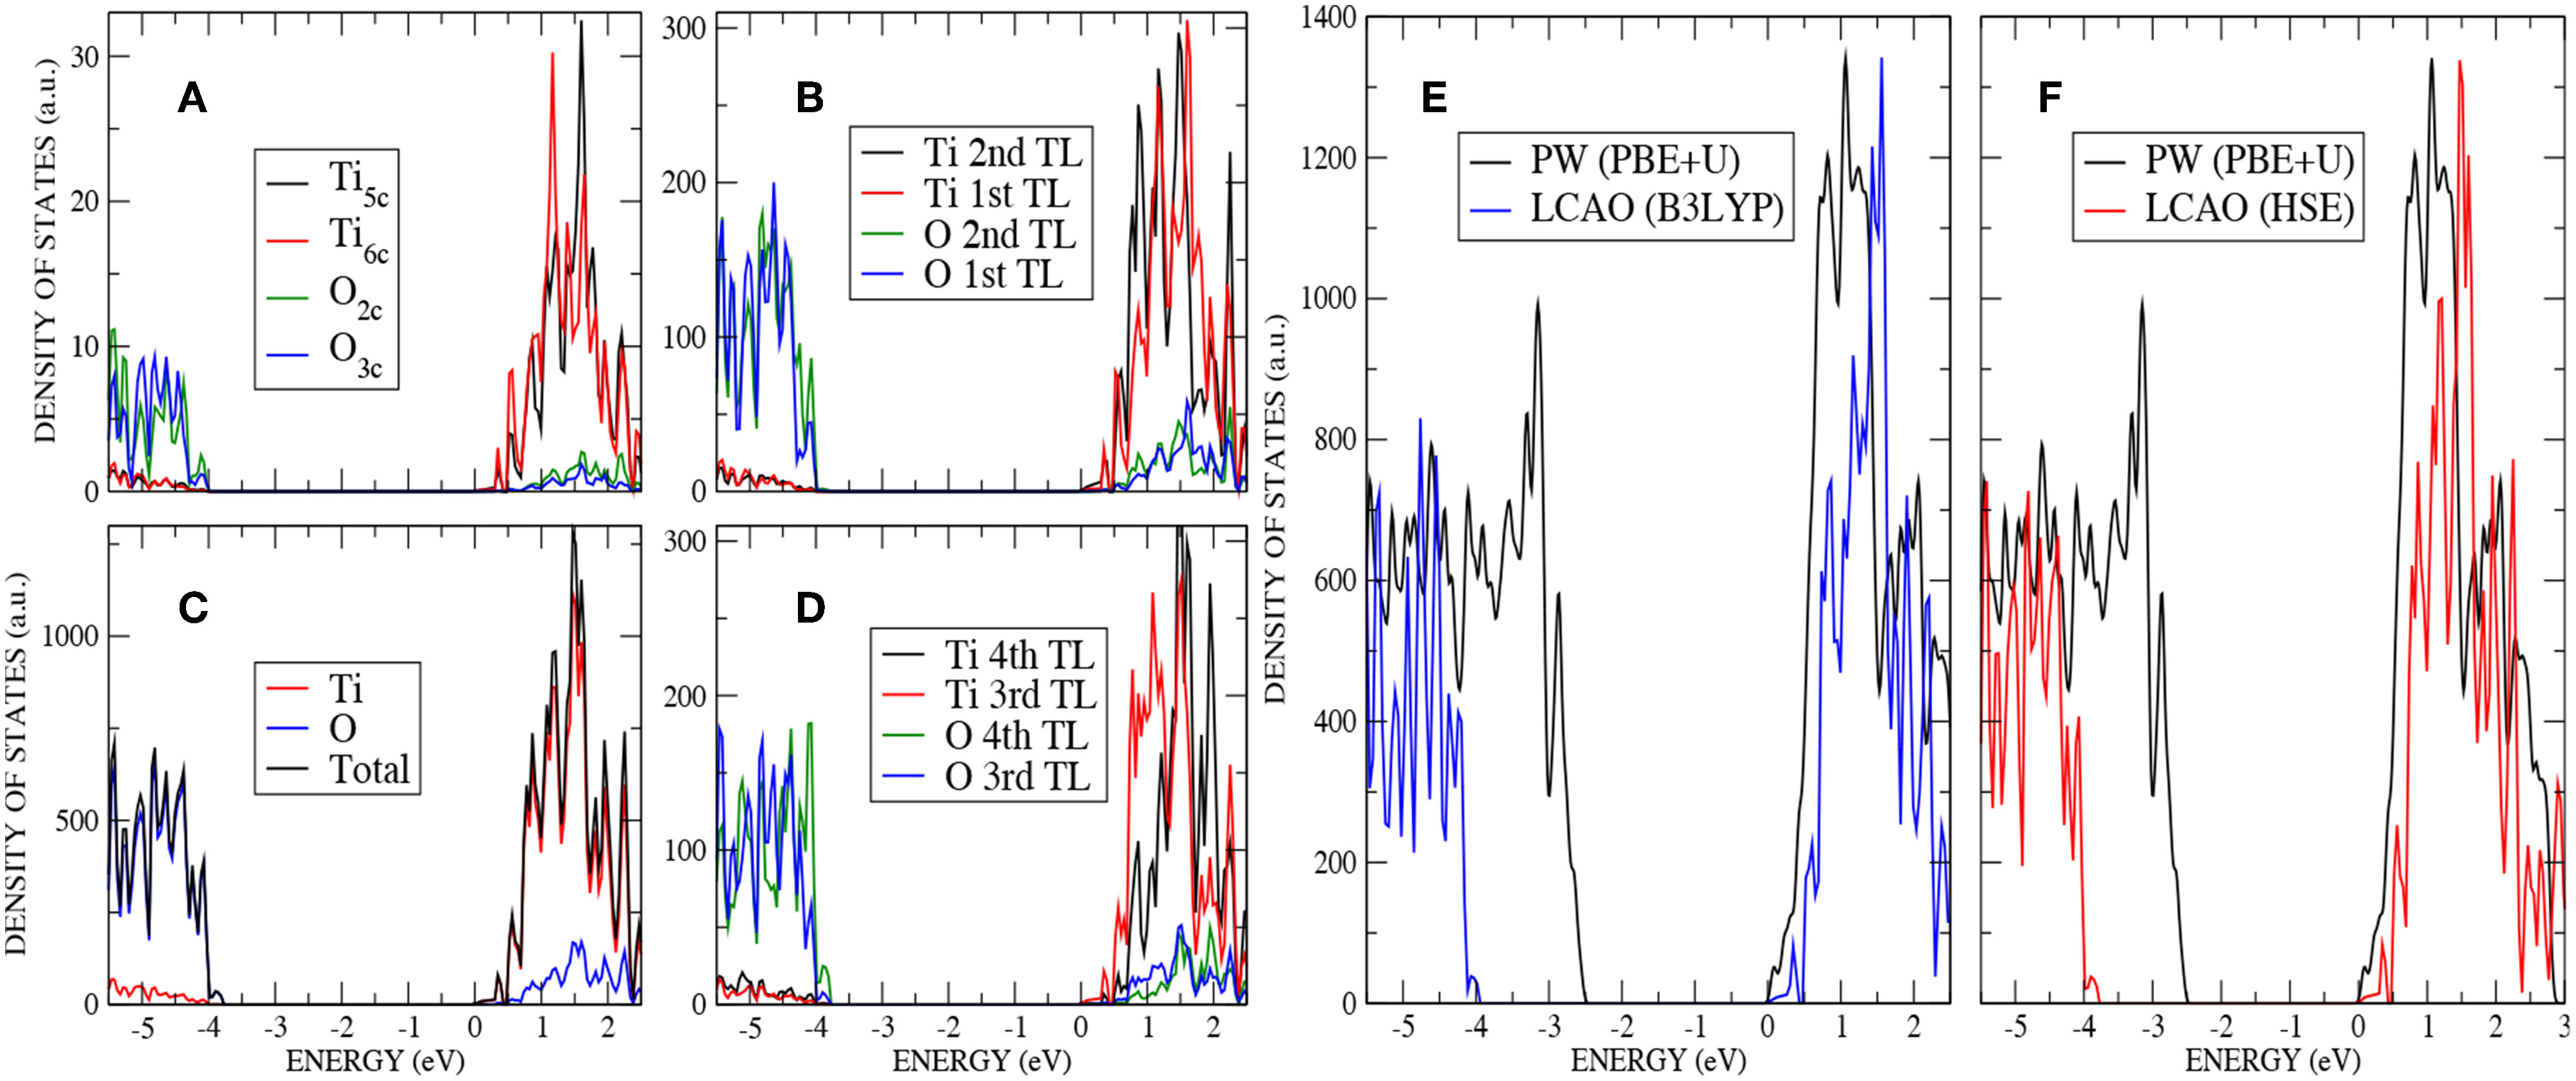 A
DENSITY OF STATES (a.u.)
30
20
10
0
Ti5c
Ti6c
O2c
O3c
B
300
200
100
0
Ti 2nd TL
Ti 1st TL
O 2nd TL
O 1st TL
C
DENSITY OF STATES (a.u.)
1000
500
0
Ti
O
Total
-5 -4 -3 -2 -1 0 1 2
ENERGY (eV)
D
300
200
100
0
Ti 4th TL
Ti 3rd TL
O 4th TL
O 3rd TL
-5 -4 -3 -2 -1 0 1 2
ENERGY (eV)
E
DENSITY OF STATES (a.u.)
1400
1200
1000
800
600
400
200
0
PW (PBE+U)
LCAO (B3LYP)
-5 -4 -3 -2 -1 0 1 2
ENERGY (eV)
F
PW (PBE+U)
LCAO (HSE)
-5 -4 -3 -2 -1 0 1 2 3
ENERGY (eV)